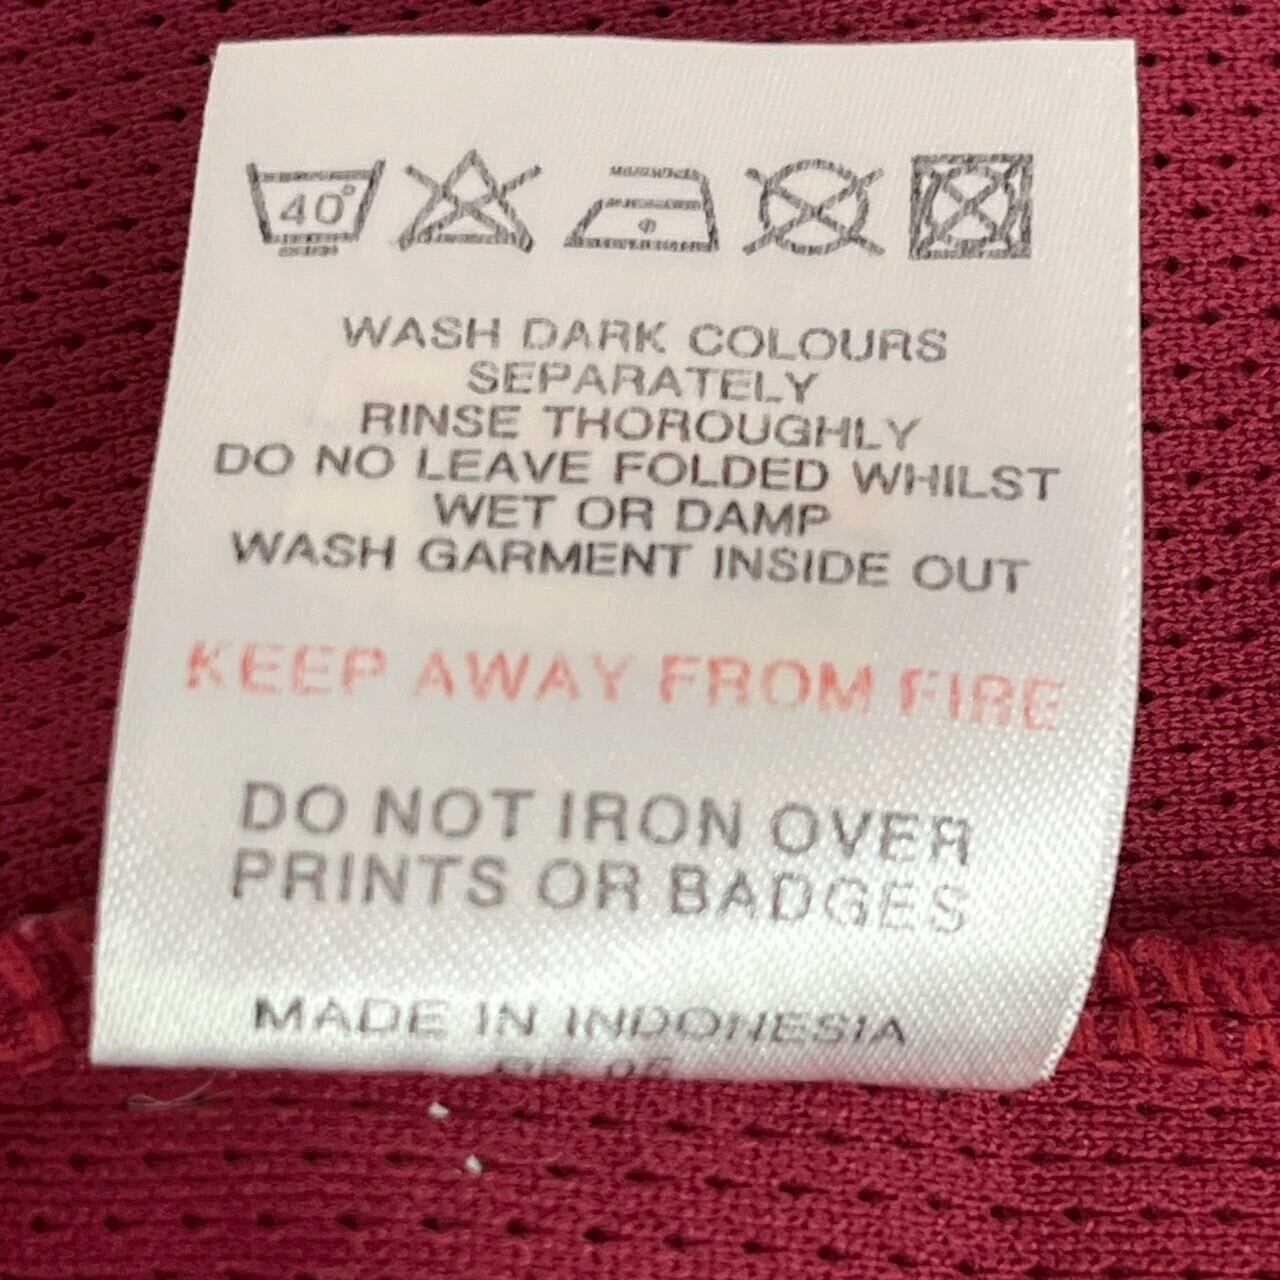 40°
WASH DARK COLOURS
SEPARATELY
RINSE THOROUGHLY
DO NO LEAVE FOLDED WHILST
WET OR DAMP
WASH GARMENT INSIDE OUT
KEEP AWAY FROM FIRE
DO NOT IRON OVER
PRINTS OR BADGES
MADE IN INDONESIA